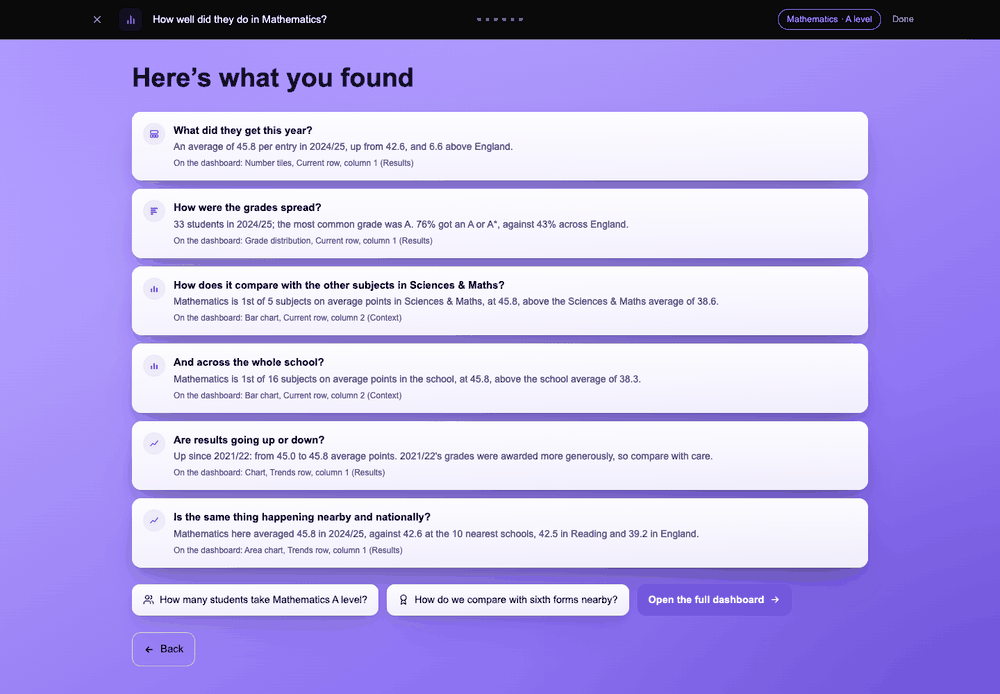 How well did they do in Mathematics?
Mathematics · A level
Done
Here's what you found
What did they get this year?
An average of 45.8 per entry in 2024/25, up from 42.6, and 6.6 above England.
On the dashboard: Number tiles, Current row, column 1 (Results)
How were the grades spread?
33 students in 2024/25; the most common grade was A. 76% got an A or A*, against 43% across England.
On the dashboard: Grade distribution, Current row, column 1 (Results)
How does it compare with the other subjects in Sciences & Maths?
Mathematics is 1st of 5 subjects on average points in Sciences & Maths, at 45.8, above the Sciences & Maths average of 38.6.
On the dashboard: Bar chart, Current row, column 2 (Context)
And across the whole school?
Mathematics is 1st of 16 subjects on average points in the school, at 45.8, above the school average of 38.3.
On the dashboard: Bar chart, Current row, column 2 (Context)
Are results going up or down?
Up since 2021/22: from 45.0 to 45.8 average points. 2021/22's grades were awarded more generously, so compare with care.
On the dashboard: Chart, Trends row, column 1 (Results)
Is the same thing happening nearby and nationally?
Mathematics here averaged 45.8 in 2024/25, against 42.6 at the 10 nearest schools, 42.5 in Reading and 39.2 in England.
On the dashboard: Area chart, Trends row, column 1 (Results)
How many students take Mathematics A level?
How do we compare with sixth forms nearby?
Open the full dashboard →
← Back